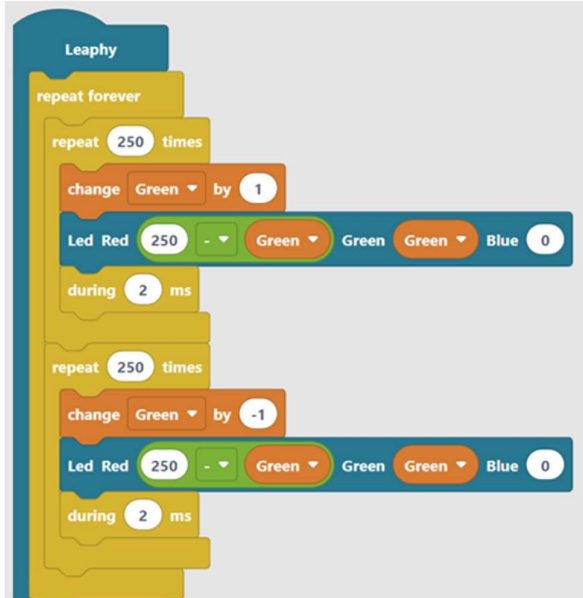 Leaphy
repeat forever
repeat 250 times
change Green by 1
Led Red 250 - Green Green Green Blue 0
during 2 ms
repeat 250 times
change Green by -1
Led Red 250 - Green Green Green Blue 0
during 2 ms